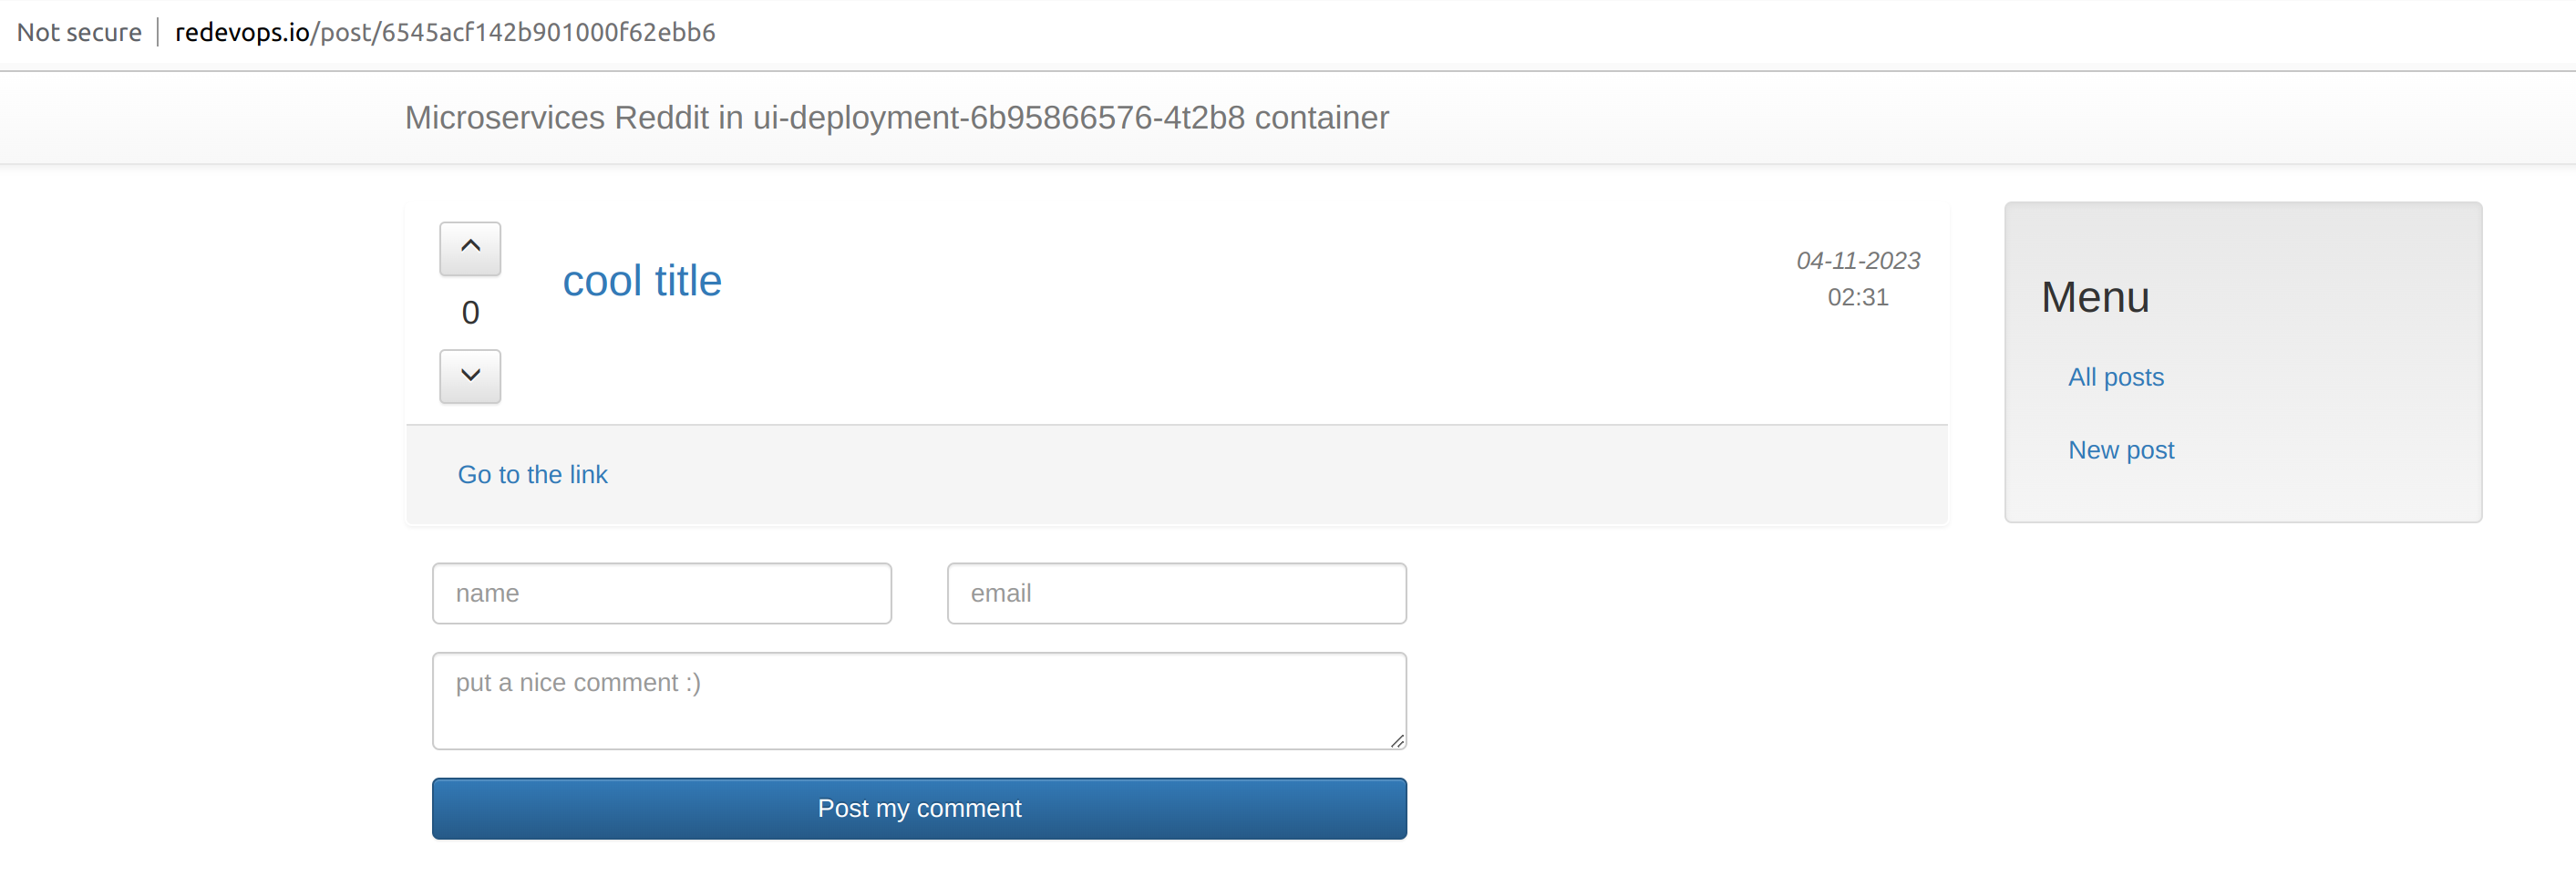 Not secure redevops.io/post/6545acf142b901000f62ebb6
Microservices Reddit in ui-deployment-6b95866576-4t2b8 container
cool title
0
04-11-2023
02:31
Go to the link
Menu
All posts
New post
name
email
put a nice comment :)
Post my comment